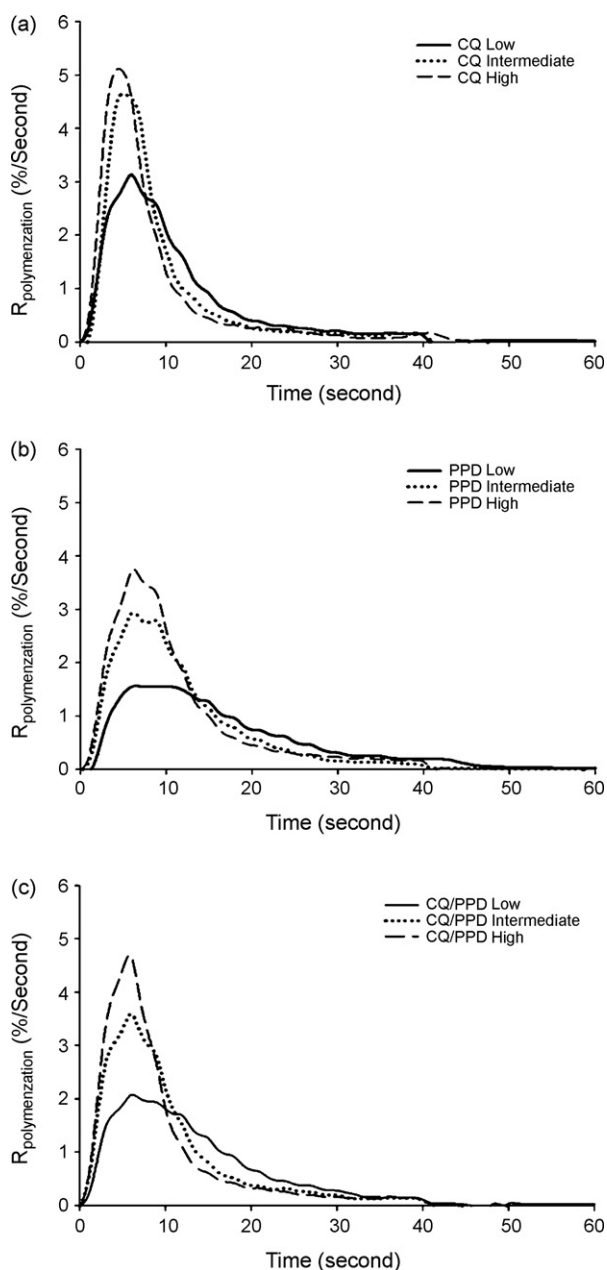 (a)
CQ Low
CQ Intermediate
CQ High
6
5
4
3
2
1
0
R polymenzation (%/Second)
0 10 20 30 40 50 60
Time (second)
(b)
PPD Low
PPD Intermediate
PPD High
6
5
4
3
2
1
0
R polymenzation (%/Second)
0 10 20 30 40 50 60
Time (second)
(c)
CQ/PPD Low
CQ/PPD Intermediate
CQ/PPD High
6
5
4
3
2
1
0
R polymenzation (%/Second)
0 10 20 30 40 50 60
Time (second)